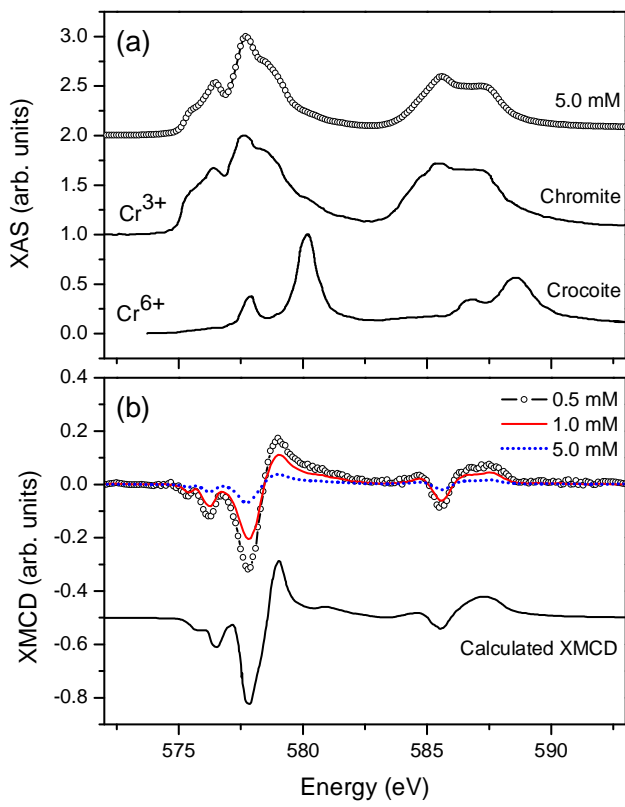 (a)
3.0
2.5
2.0
1.5
1.0
0.5
0.0
XAS (arb. units)
5.0 mM
Cr3+
Chromite
Cr6+
Crocoite
(b)
0.4
0.2
0.0
-0.2
-0.4
-0.6
-0.8
XMCD (arb. units)
0.5 mM
1.0 mM
5.0 mM
Calculated XMCD
575 580 585 590
Energy (eV)